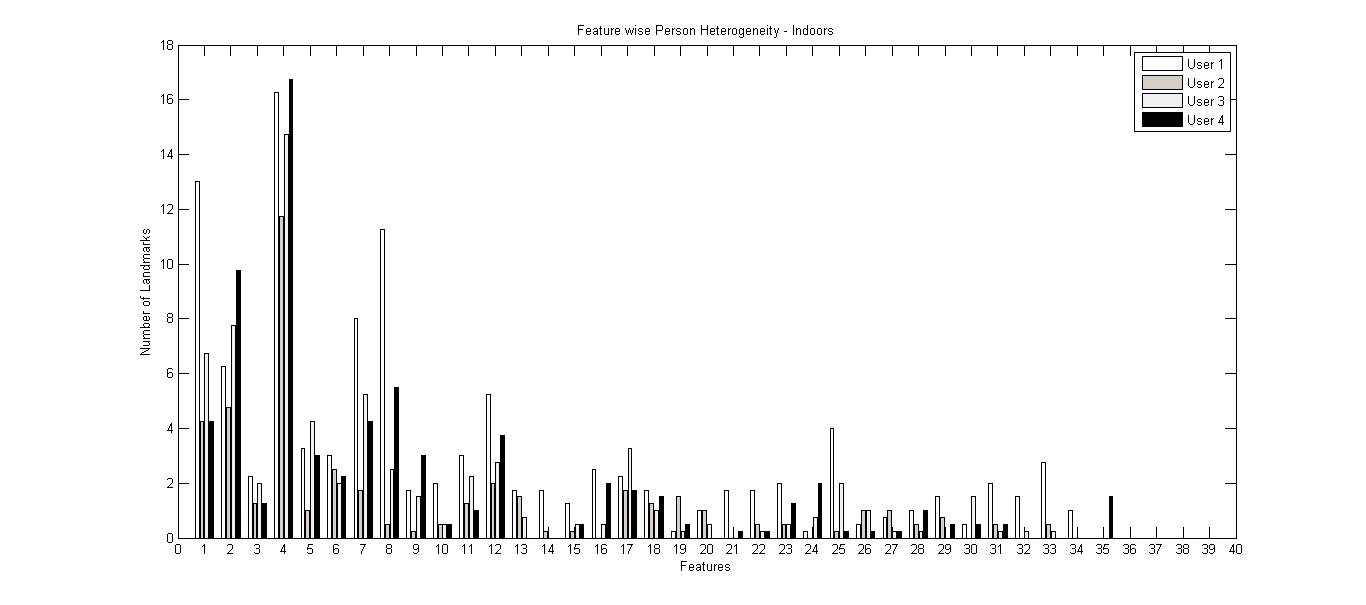 Feature wise Person Heterogeneity - Indoors
User 1
User 2
User 3
User 4
18
16
14
12
10
8
6
4
2
0
Number of Landmarks
0 1 2 3 4 5 6 7 8 9 10 11 12 13 14 15 16 17 18 19 20 21 22 23 24 25 26 27 28 29 30 31 32 33 34 35 36 37 38 39 40
Features